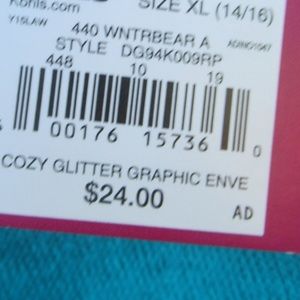 Kohls.com SIZE XL (14/16)
Y15LAW 440 WNTRBEAR A
STYLE DG94K009RP
448 10 19
00176 15736 0
COZY GLITTER GRAPHIC ENVE
$24.00
AD